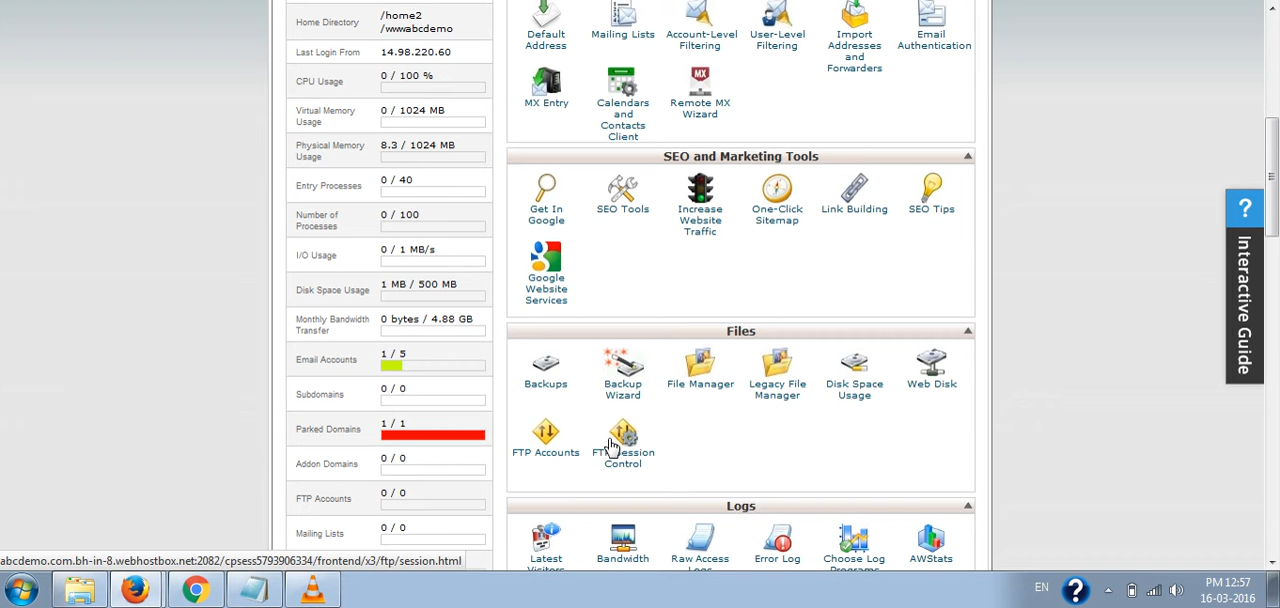 Home Directory
/home2
/wwwabcdemo
Last Login From 14.98.220.60
CPU Usage 0 / 100 %
Virtual Memory
Usage
0 / 1024 MB
Physical Memory
Usage
8.3 / 1024 MB
Entry Processes 0 / 40
Number of
Processes
0 / 100
I/O Usage 0 / 1 MB/s
Disk Space Usage 1 MB / 500 MB
Monthly Bandwidth
Transfer
0 bytes / 4.88 GB
Email Accounts 1 / 5
Subdomains 0 / 0
Parked Domains 1 / 1
Addon Domains 0 / 0
FTP Accounts 0 / 0
Mailing Lists 0 / 0
Default
Address
Mailing Lists
Account-Level
Filtering
User-Level
Filtering
Import
Addresses
and
Forwarders
Email
Authentication
MX Entry
Calendars
and
Contacts
Client
MX
Remote MX
Wizard
SEO and Marketing Tools
Get In
Google
SEO Tools
Increase
Website
Traffic
One-Click
Sitemap
Link Building
SEO Tips
Google
Website
Services
Files
Backups
Backup
Wizard
File Manager
Legacy File
Manager
Disk Space
Usage
Web Disk
FTP Accounts
Control
Logs
Latest
Visitors
Bandwidth
Raw Access
Logs
Error Log
Choose Log
Programs
AWStats
? Interactive Guide
abcdemo.com.bh-in-8.webhostbox.net:2082/cpsess5793906334/frontend/x3/ftp/session.html
EN
?
PM 12:57
16-03-2016